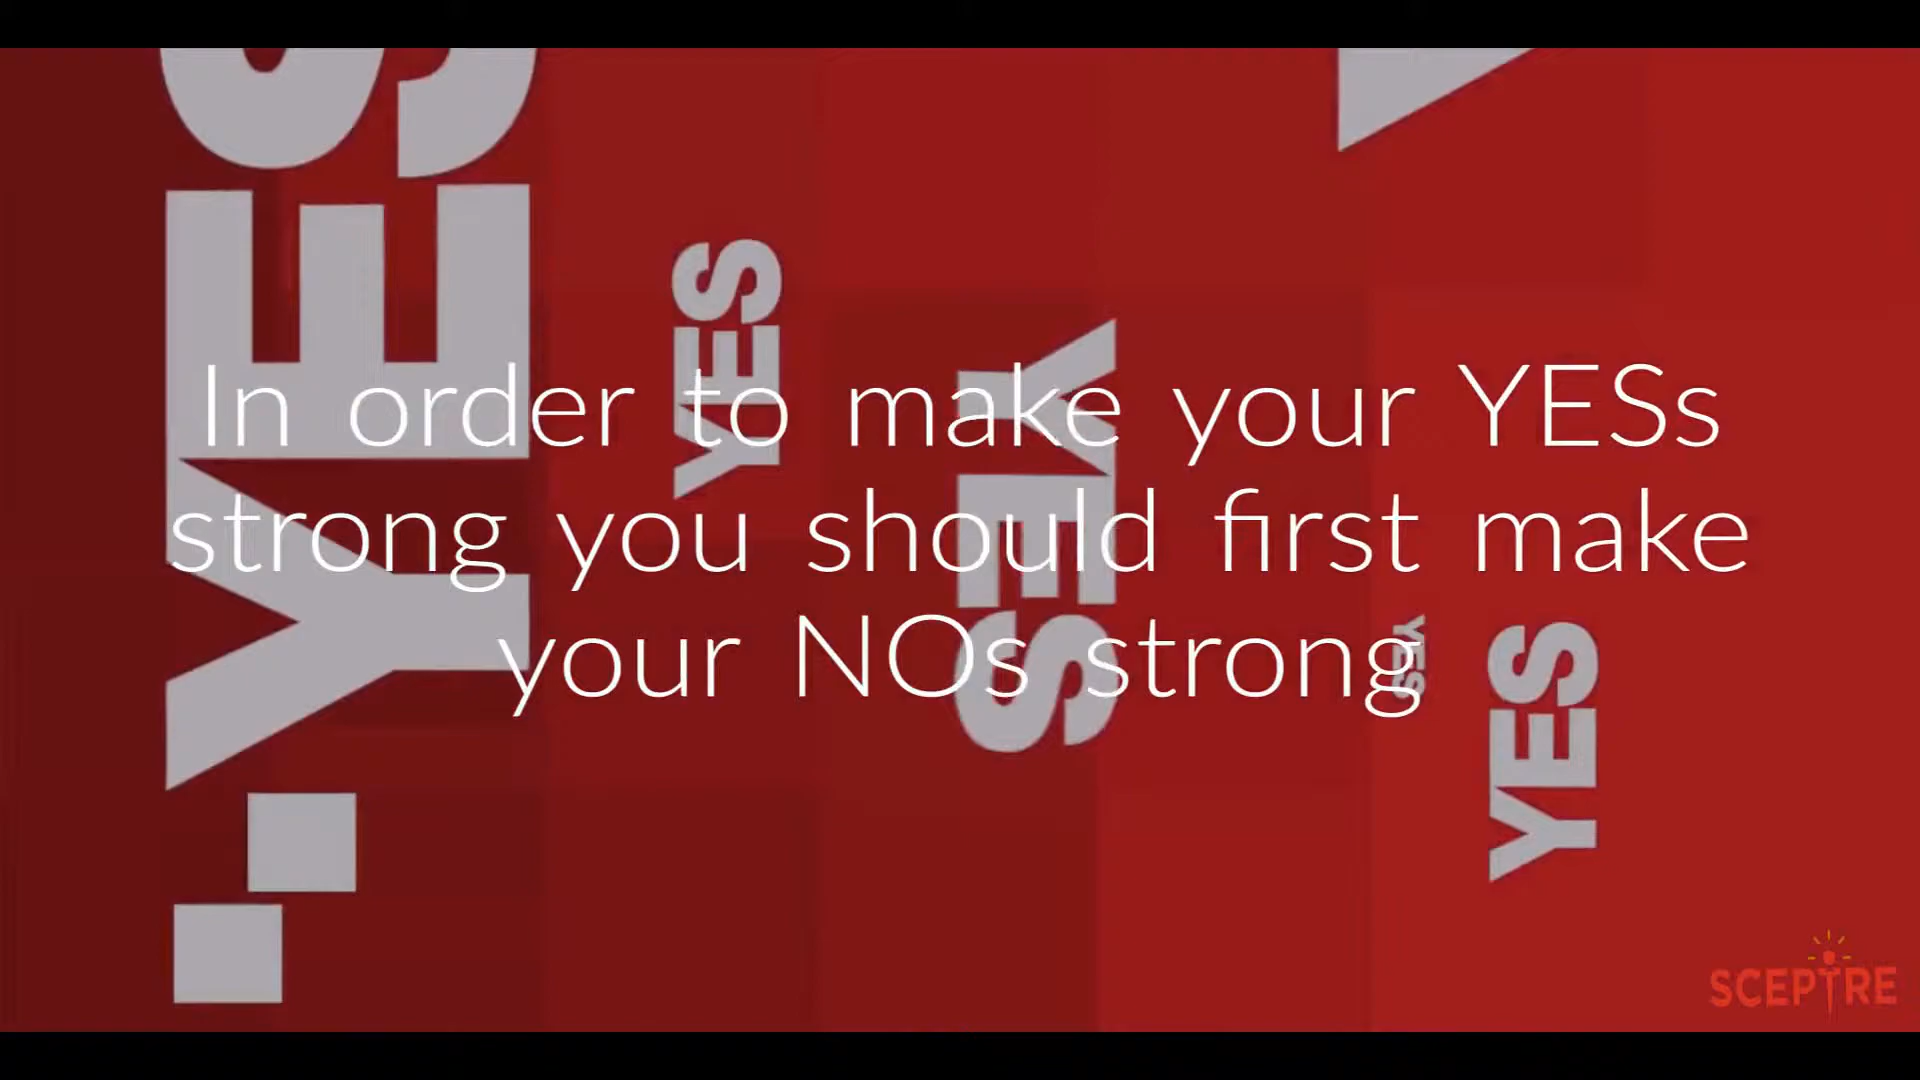 YES
YES
YES
In order to make your YESs
strong you should first make
your NOs strong
YES
YES
SCEPTRE